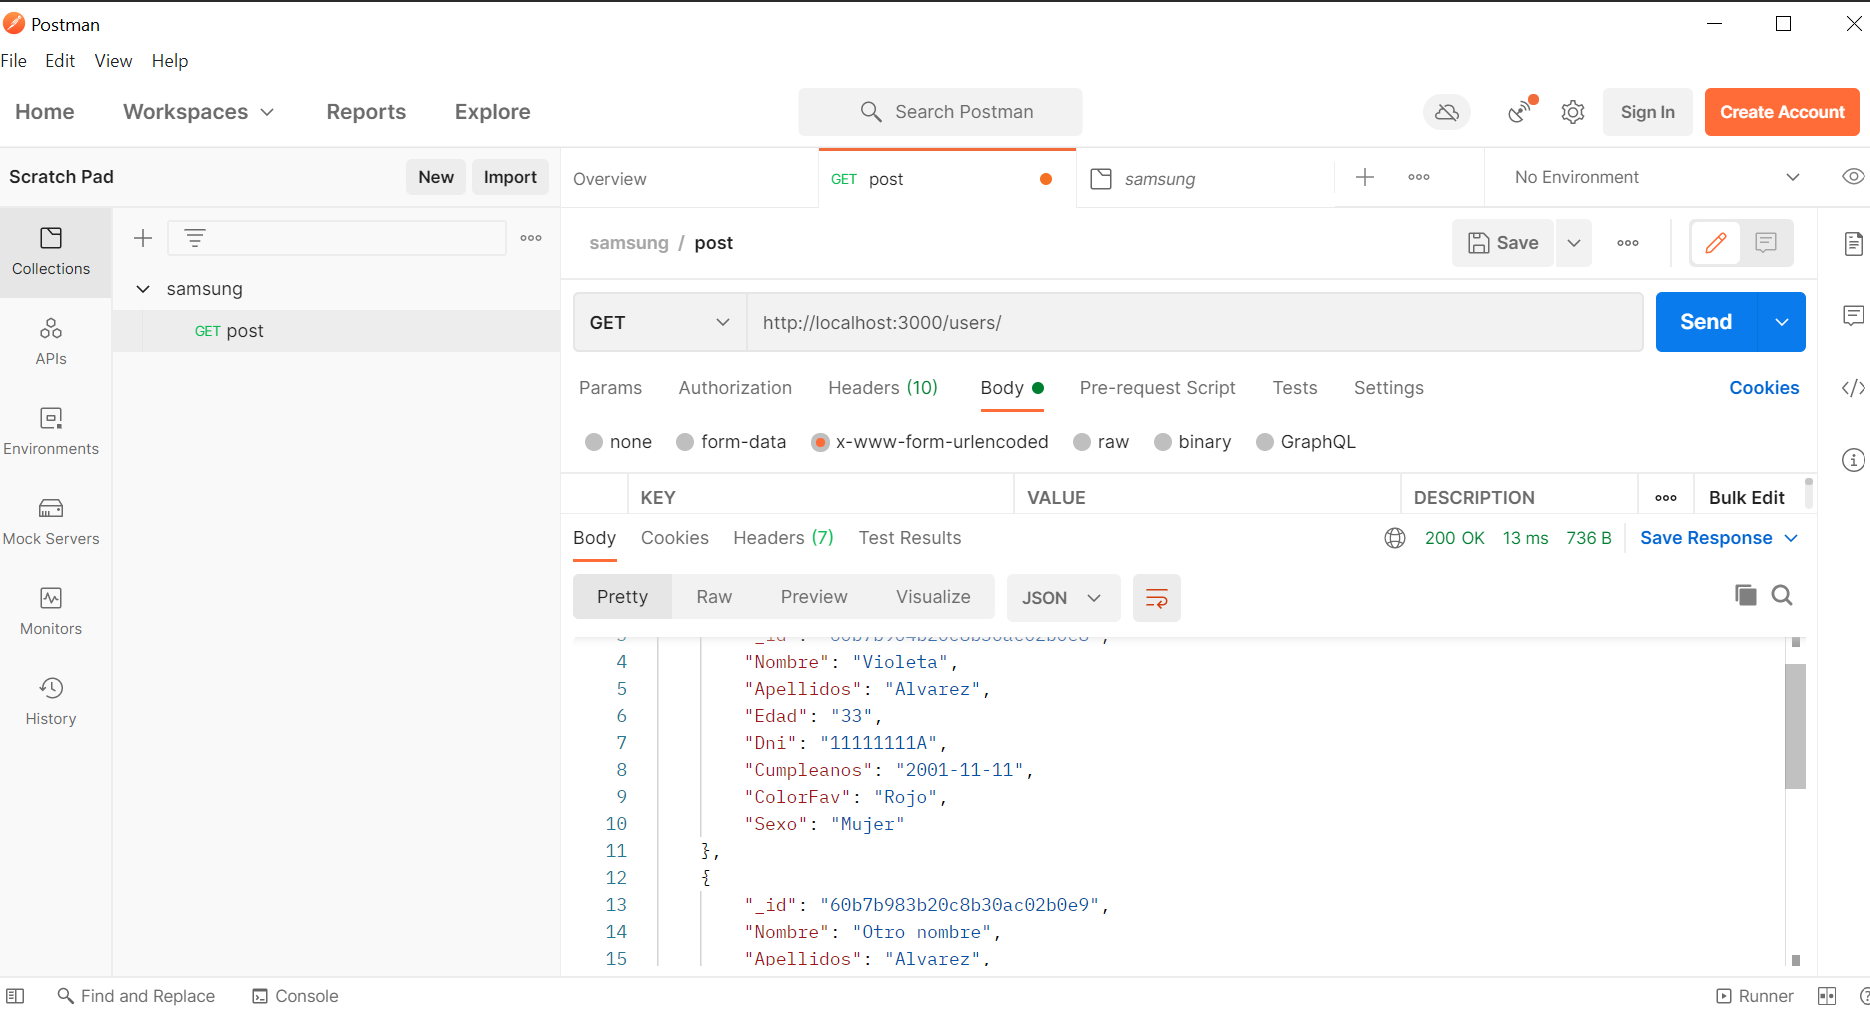 Postman
File Edit View Help
Home Workspaces Reports Explore Search Postman Sign In Create Account
Scratch Pad New Import Overview GET post samsung No Environment
samsung / post Save
Collections
samsung
GET post
GET http://localhost:3000/users/ Send
APIs
Params Authorization Headers (10) Body Pre-request Script Tests Settings Cookies
Environments
none form-data x-www-form-urlencoded raw binary GraphQL
KEY VALUE DESCRIPTION Bulk Edit
Mock Servers
Body Cookies Headers (7) Test Results 200 OK 13 ms 736 B Save Response
Pretty Raw Preview Visualize JSON
Monitors
History
4 "Nombre": "Violeta",
5 "Apellidos": "Alvarez",
6 "Edad": "33",
7 "Dni": "11111111A",
8 "Cumpleanos": "2001-11-11",
9 "ColorFav": "Rojo",
10 "Sexo": "Mujer"
11 },
12 {
13 "_id": "60b7b983b20c8b30ac02b0e9",
14 "Nombre": "Otro nombre",
15 "Apellidos": "Alvarez",
Find and Replace Console Runner